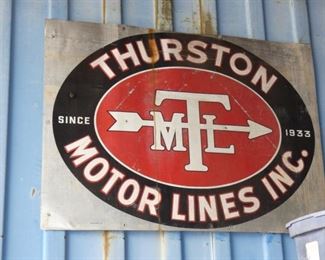 THURSTON
SINCE 1933
TML
MOTOR LINES INC.